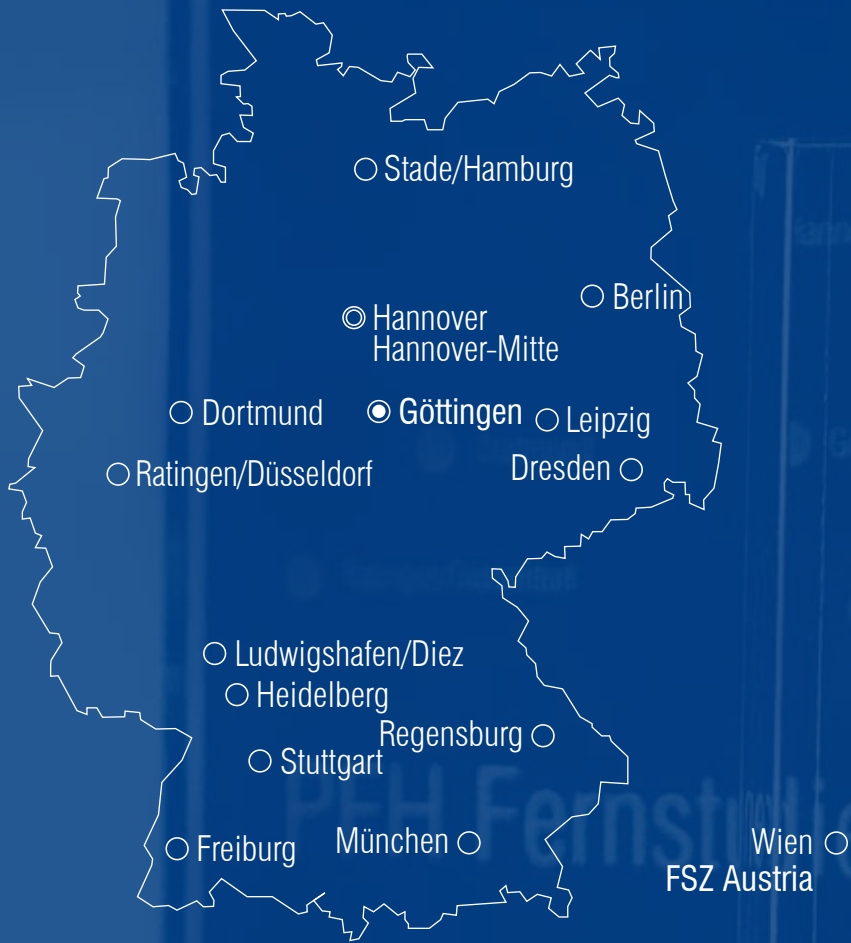 Stade/Hamburg
Berlin
Hannover
Hannover-Mitte
Dortmund
Göttingen
Leipzig
Ratingen/Düsseldorf
Dresden
Ludwigshafen/Diez
Heidelberg
Regensburg
Stuttgart
PFH Fernstudi
Freiburg
München
Wien
FSZ Austria